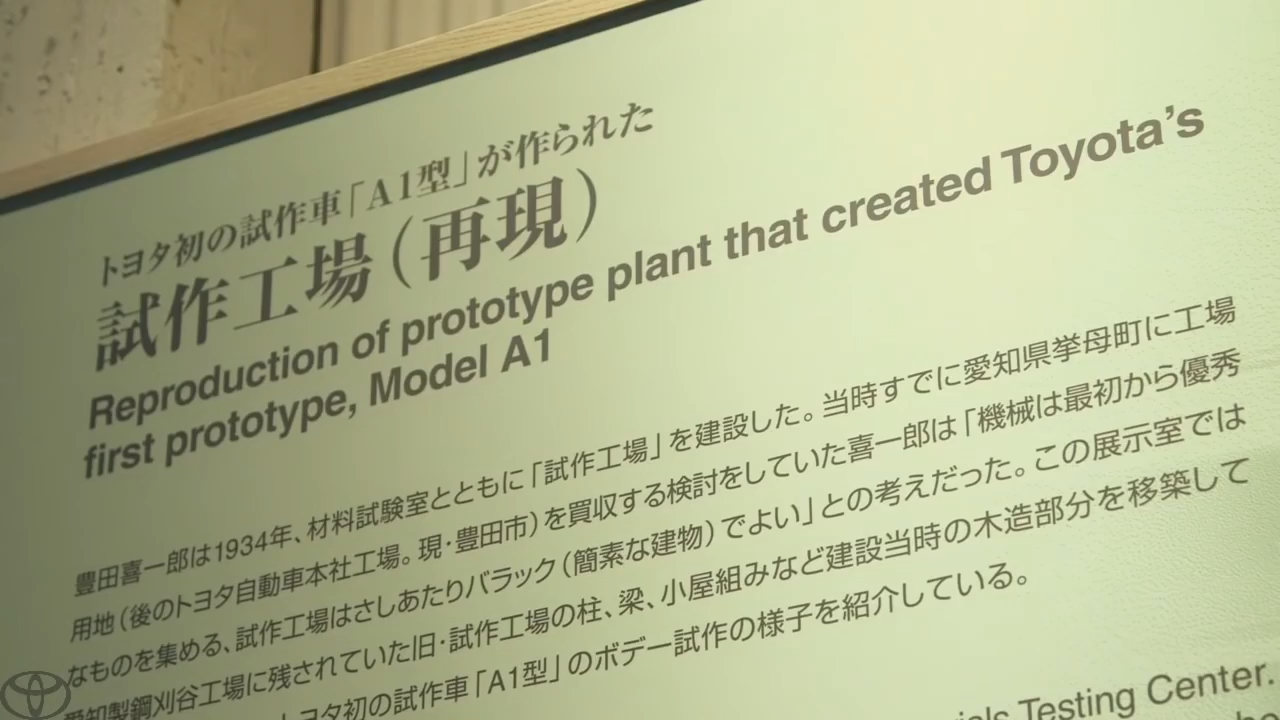 トヨタ初の試作車「A1型」が作られた
試作工場(再現)
Reproduction of prototype plant that created Toyota's
first prototype, Model A1
豊田喜一郎は1934年、材料試験室とともに「試作工場」を建設した。当時すでに愛知県挙母町に工場
用地(後のトヨタ自動車本社工場。現・豊田市)を買収する検討をしていた喜一郎は「機械は最初から優秀
なものを集める、試作工場はさしあたりバラック(簡素な建物)でよい」との考えだった。この展示室では
愛知製鋼刈谷工場に残されていた旧・試作工場の柱、梁、小屋組みなど建設当時の木造部分を移築して
トヨタ初の試作車「A1型」のボデー試作の様子を紹介している。
Testing Center.